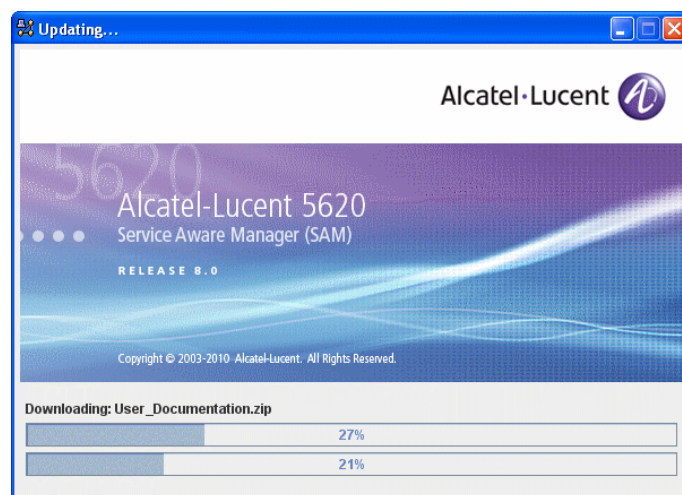 Updating...
Alcatel·Lucent
5620
Alcatel-Lucent 5620
Service Aware Manager (SAM)
RELEASE 8.0
Copyright © 2003-2010 Alcatel-Lucent. All Rights Reserved.
Downloading: User_Documentation.zip
27%
21%